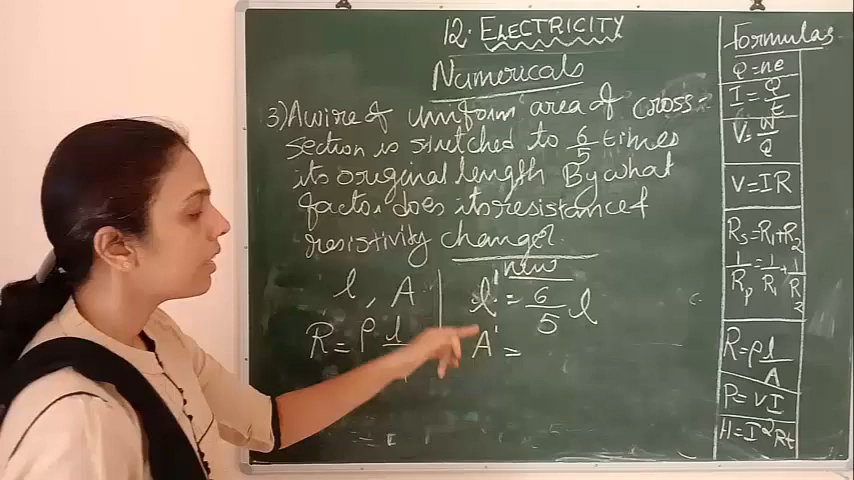 12. ELECTRICITY
Numericals
3) A wire of uniform area of cross-
section is stretched to 6/5 times
its original length By what
factor does its resistance &
resistivity change?
l, A
R = ρ l
new
l' = 6/5 l
A' =
Formulas
Q = ne
I = Q/t
V = W/Q
V = IR
Rs = R1 + R2
1/Rp = 1/R1 + 1/R2
R = ρ l/A
P = VI
H = I²Rt